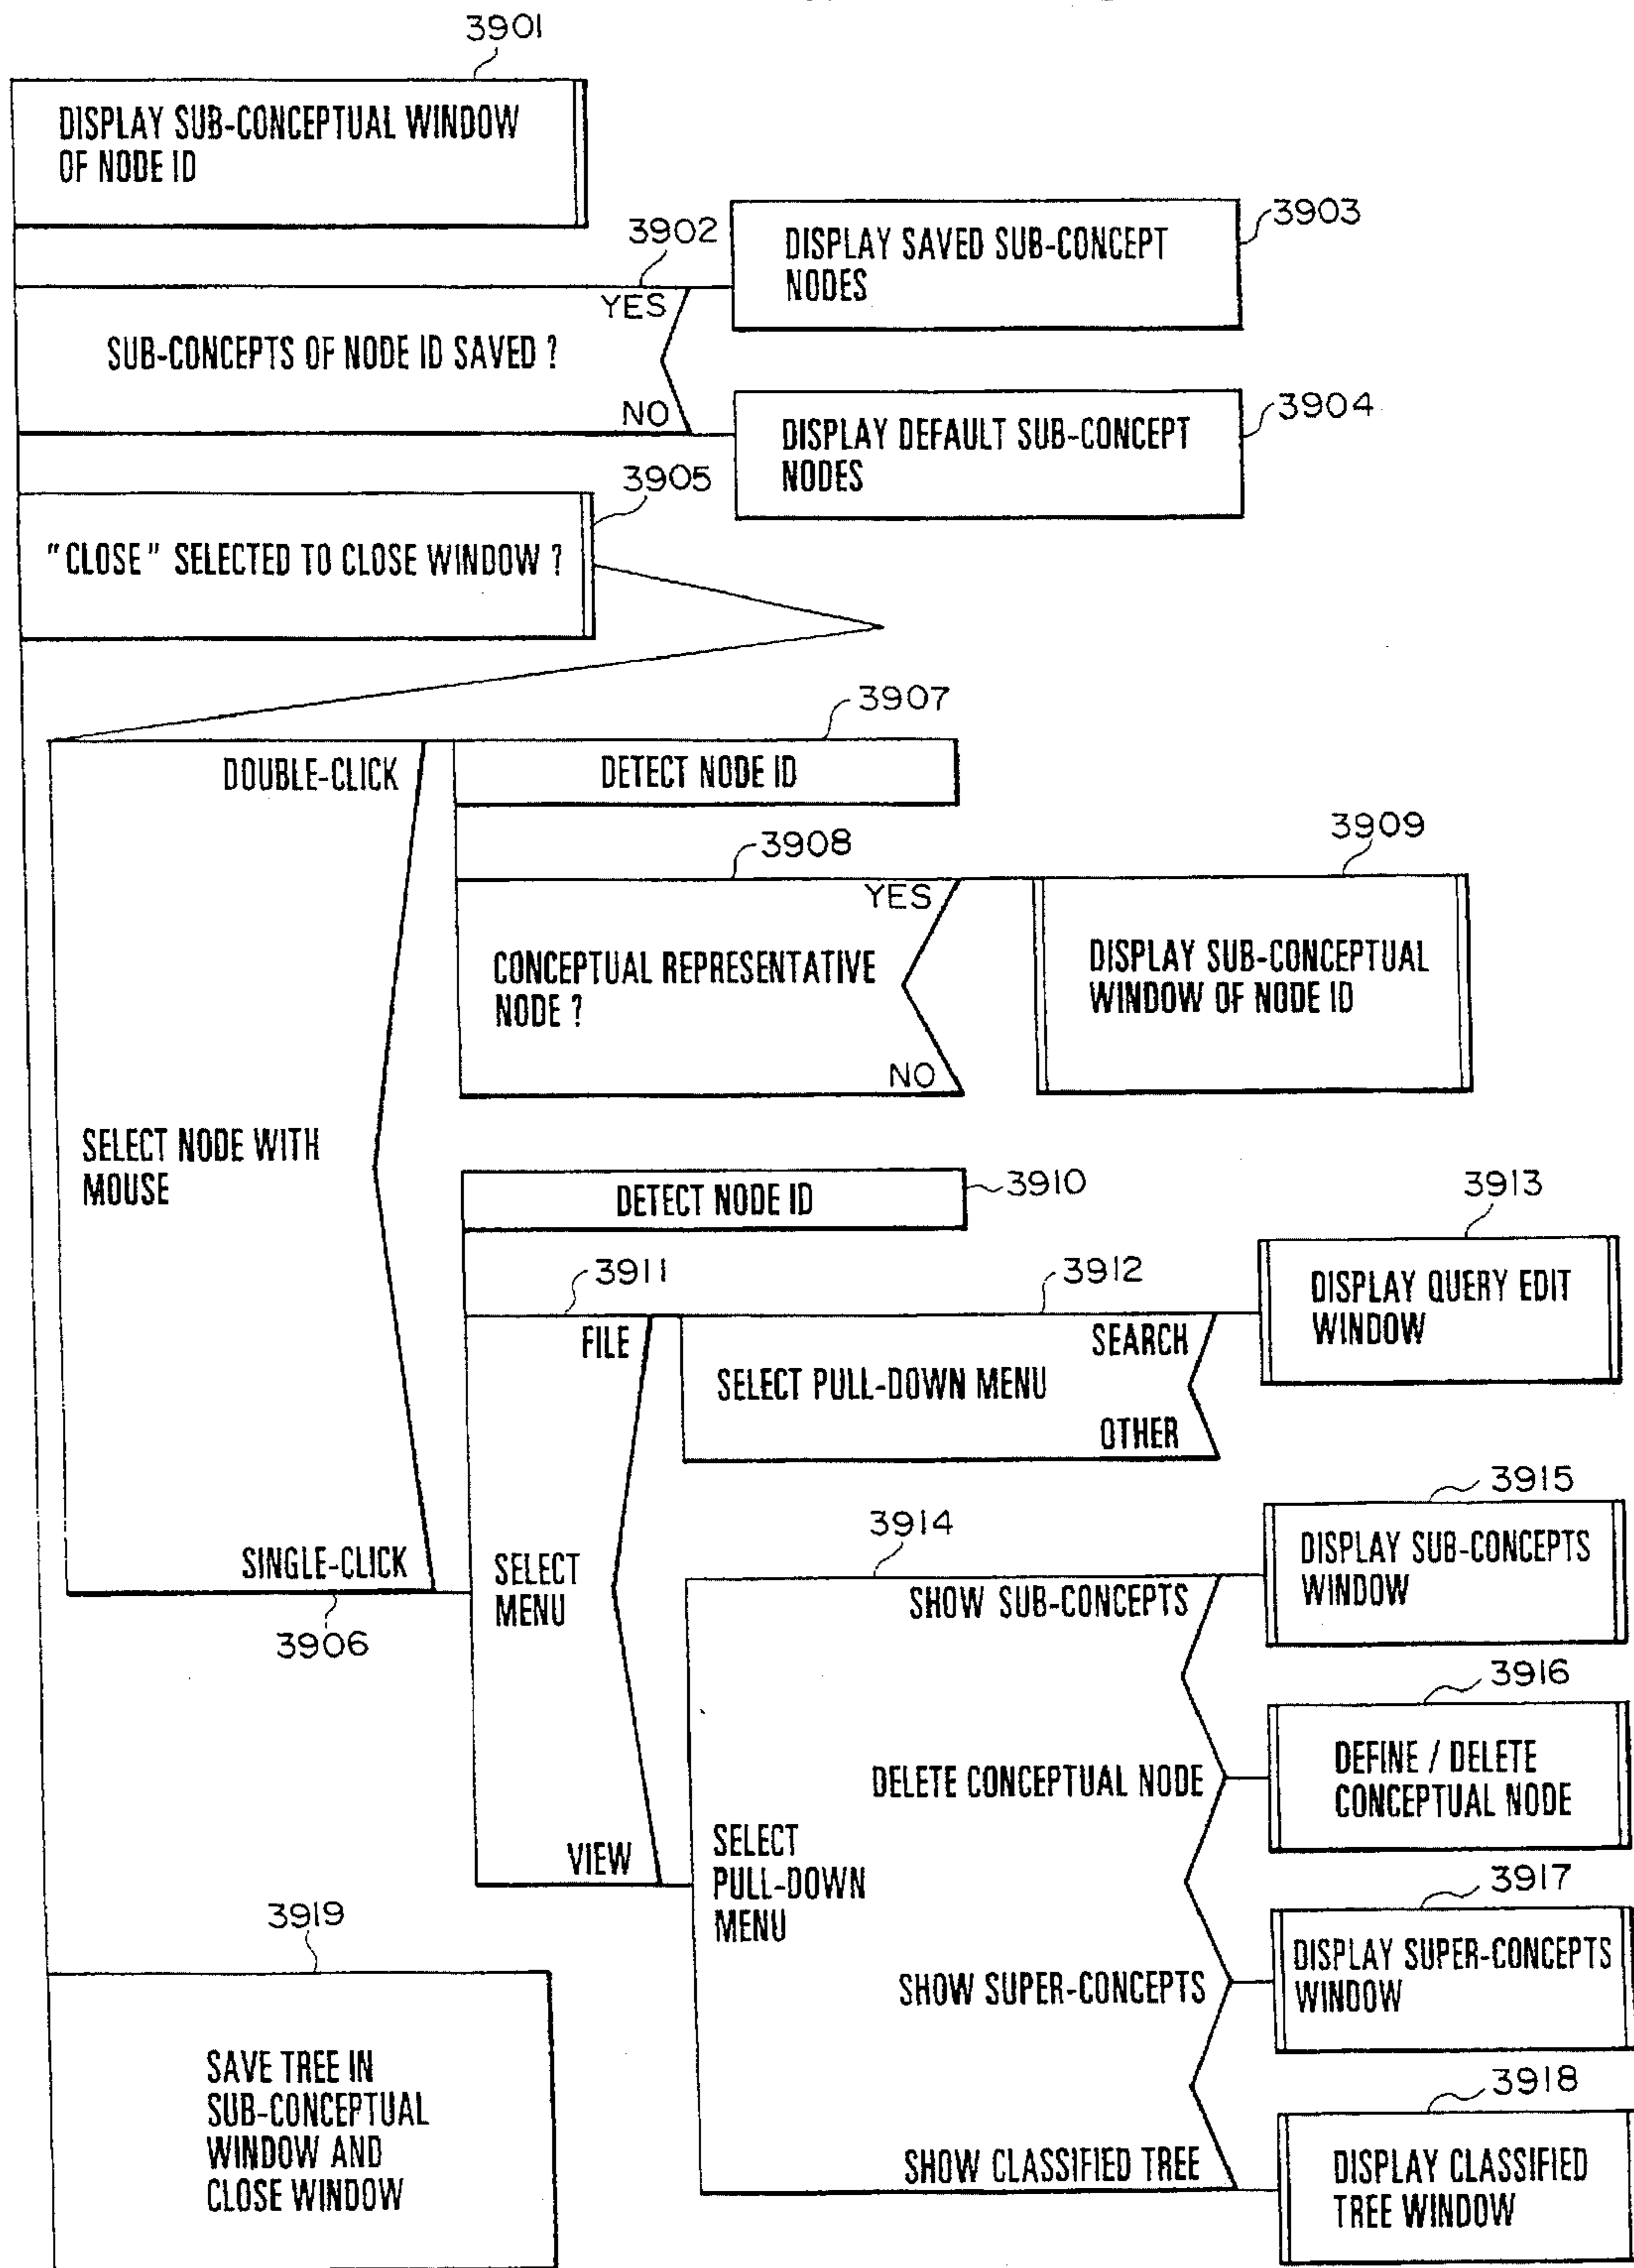 3901
DISPLAY SUB-CONCEPTUAL WINDOW
OF NODE ID
3902
YES
SUB-CONCEPTS OF NODE ID SAVED ?
NO
DISPLAY SAVED SUB-CONCEPT
NODES
3903
DISPLAY DEFAULT SUB-CONCEPT
NODES
3904
3905
"CLOSE" SELECTED TO CLOSE WINDOW ?
DOUBLE-CLICK
SELECT NODE WITH
MOUSE
SINGLE-CLICK
3906
3907
DETECT NODE ID
3908
YES
CONCEPTUAL REPRESENTATIVE
NODE ?
NO
3909
DISPLAY SUB-CONCEPTUAL
WINDOW OF NODE ID
DETECT NODE ID
3910
3911
FILE
SELECT
MENU
VIEW
3912
SEARCH
SELECT PULL-DOWN MENU
OTHER
3913
DISPLAY QUERY EDIT
WINDOW
3914
SHOW SUB-CONCEPTS
DELETE CONCEPTUAL NODE
SELECT
PULL-DOWN
MENU
SHOW SUPER-CONCEPTS
SHOW CLASSIFIED TREE
3915
DISPLAY SUB-CONCEPTS
WINDOW
3916
DEFINE / DELETE
CONCEPTUAL NODE
3917
DISPLAY SUPER-CONCEPTS
WINDOW
3918
DISPLAY CLASSIFIED
TREE WINDOW
3919
SAVE TREE IN
SUB-CONCEPTUAL
WINDOW AND
CLOSE WINDOW